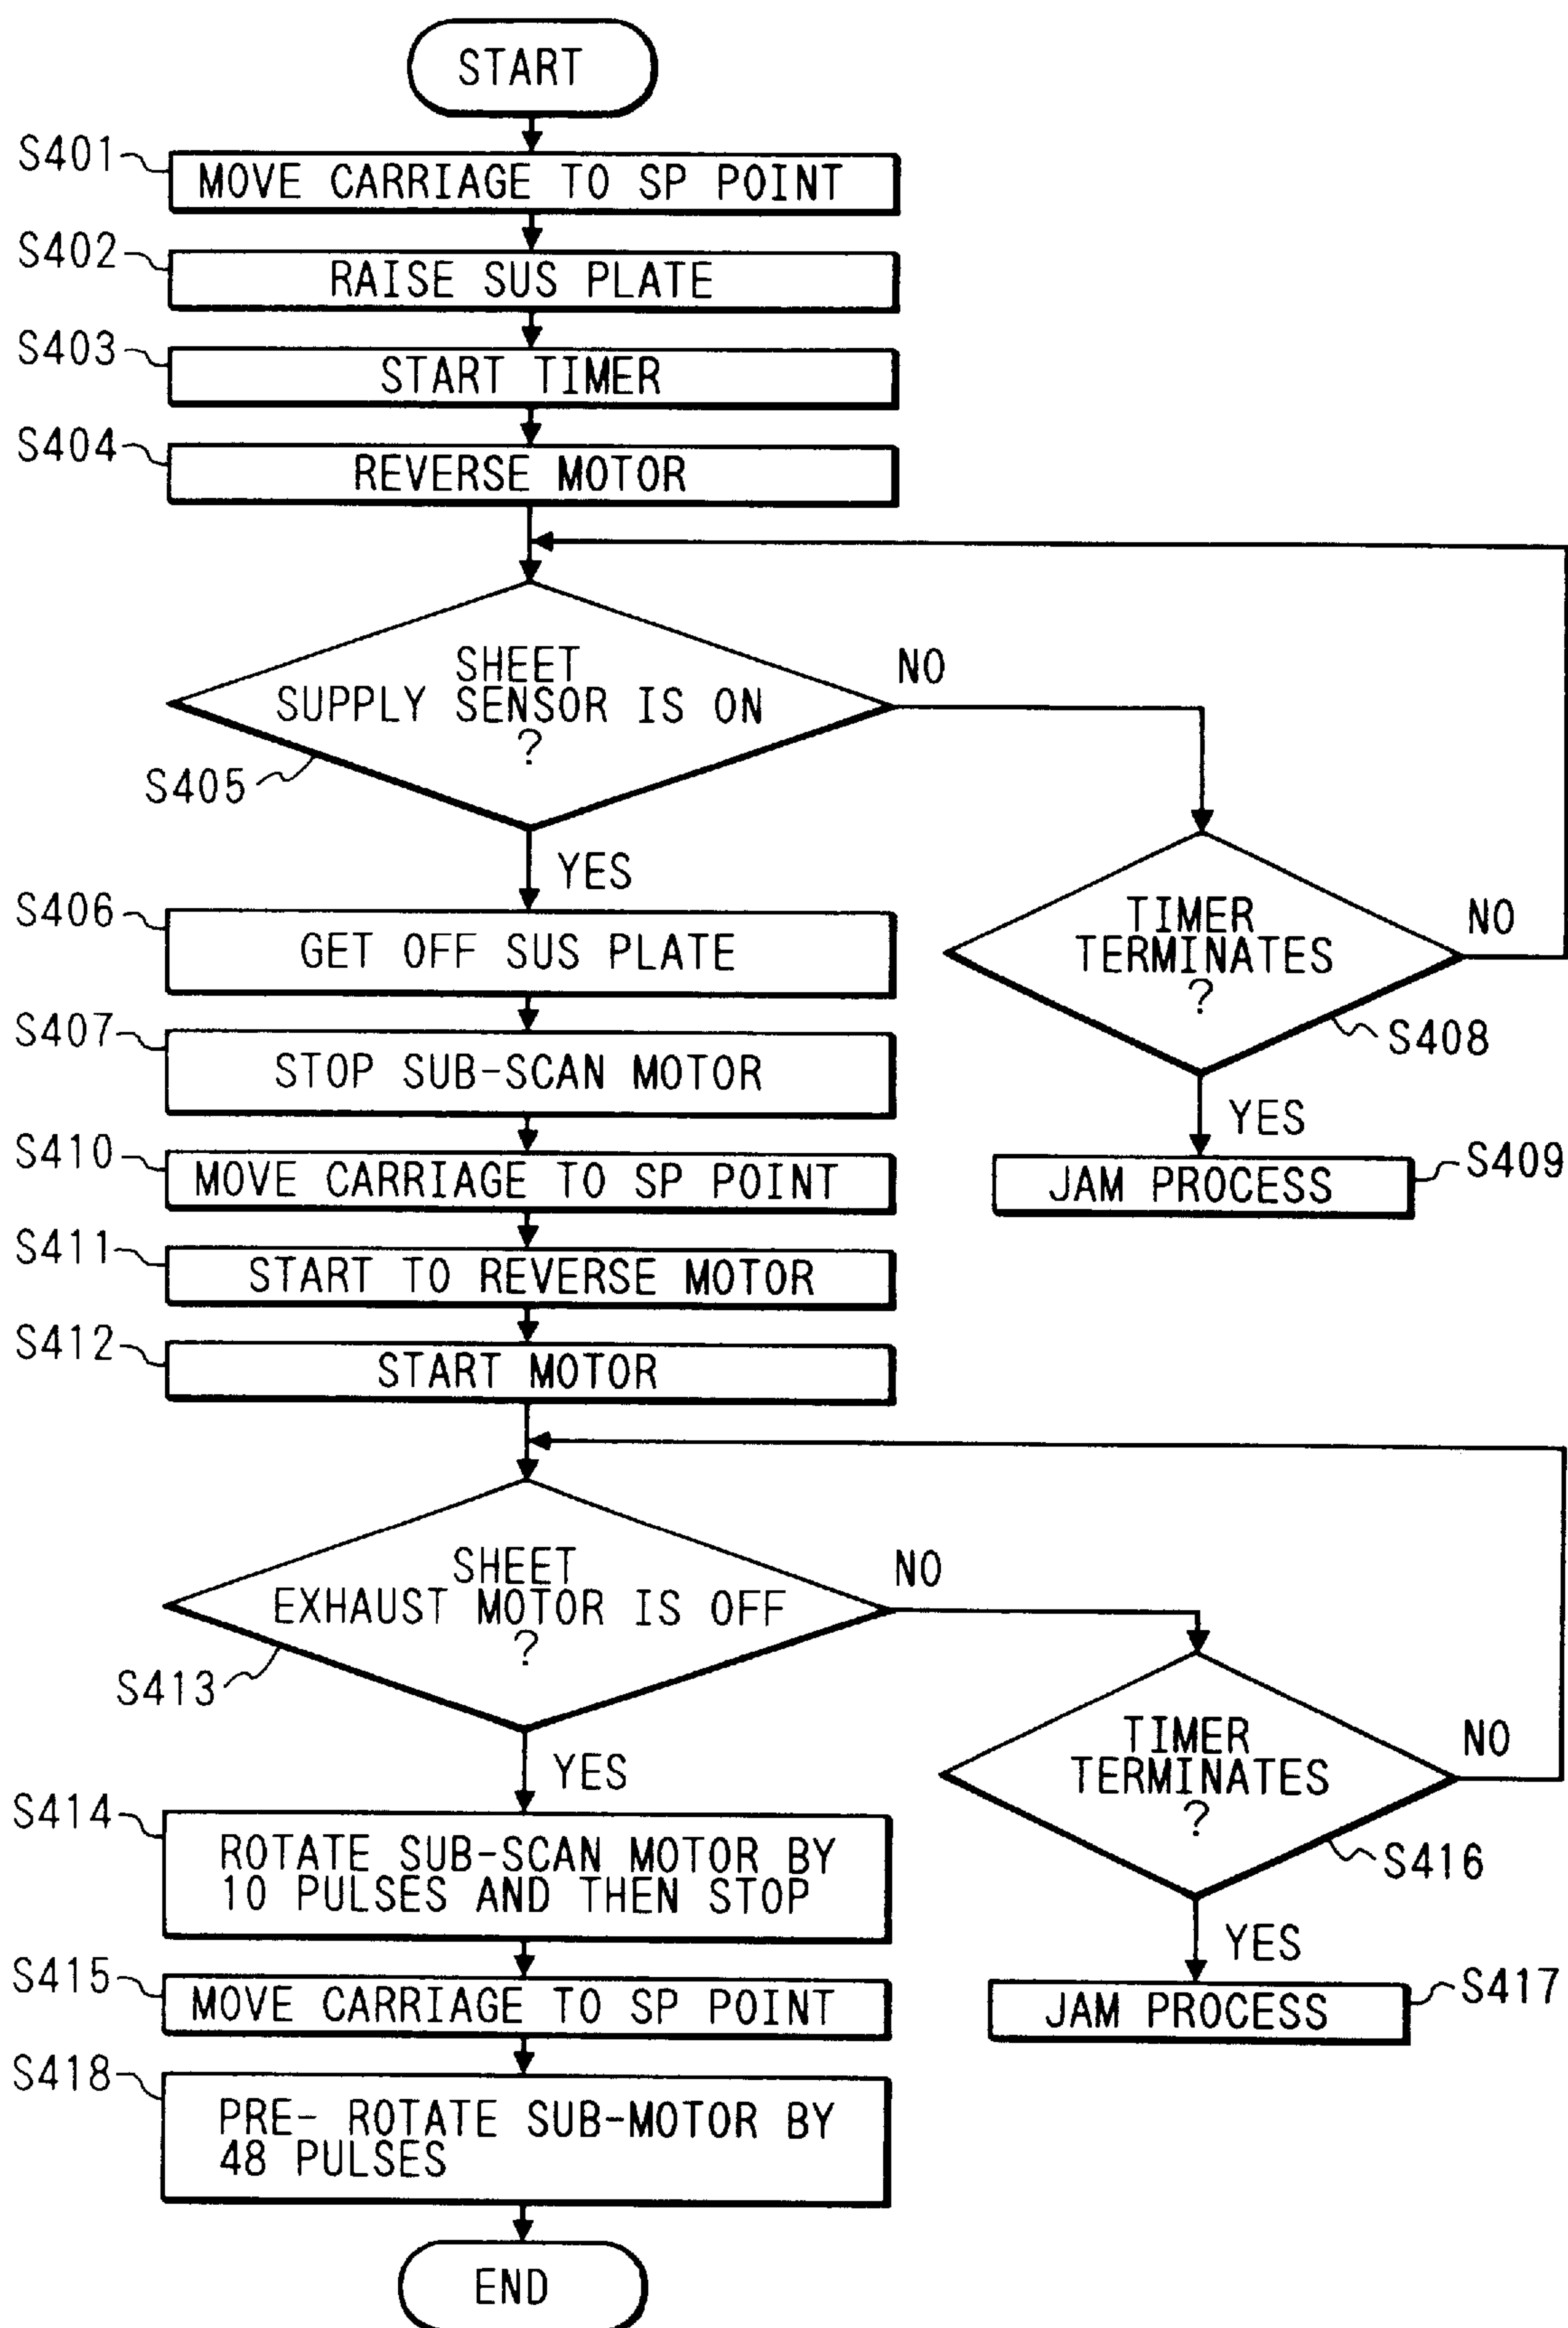 START
S401
MOVE CARRIAGE TO SP POINT
S402
RAISE SUS PLATE
S403
START TIMER
S404
REVERSE MOTOR
SHEET
SUPPLY SENSOR IS ON
?
NO
S405
YES
TIMER
TERMINATES
?
NO
S408
YES
S409
JAM PROCESS
S406
GET OFF SUS PLATE
S407
STOP SUB-SCAN MOTOR
S410
MOVE CARRIAGE TO SP POINT
S411
START TO REVERSE MOTOR
S412
START MOTOR
SHEET
EXHAUST MOTOR IS OFF
?
NO
S413
YES
TIMER
TERMINATES
?
NO
S416
YES
S417
JAM PROCESS
S414
ROTATE SUB-SCAN MOTOR BY
10 PULSES AND THEN STOP
S415
MOVE CARRIAGE TO SP POINT
S418
PRE- ROTATE SUB-MOTOR BY
48 PULSES
END